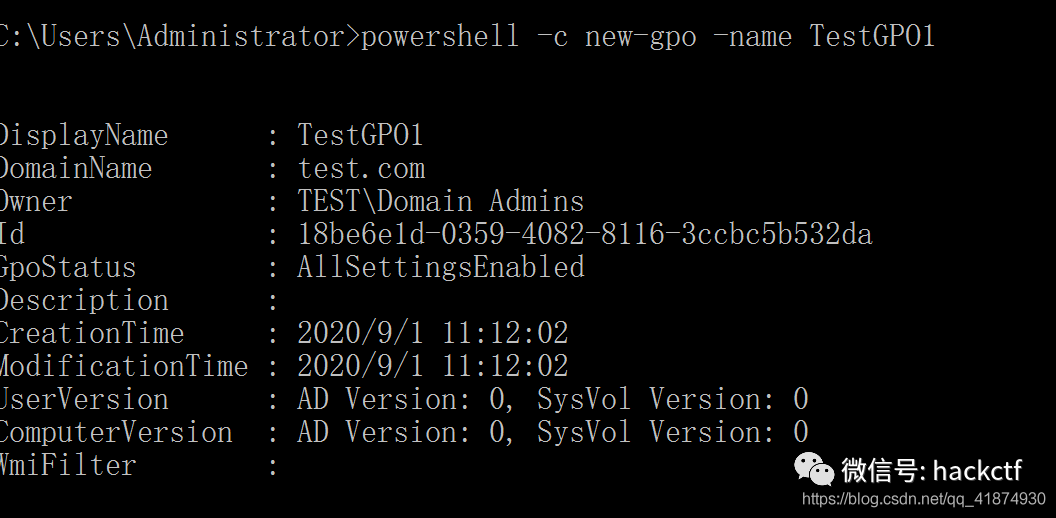 C:\Users\Administrator>powershell -c new-gpo -name TestGPO1
DisplayName : TestGPO1
DomainName : test.com
Owner : TEST\Domain Admins
Id : 18be6e1d-0359-4082-8116-3ccbc5b532da
GpoStatus : AllSettingsEnabled
Description :
CreationTime : 2020/9/1 11:12:02
ModificationTime : 2020/9/1 11:12:02
UserVersion : AD Version: 0, SysVol Version: 0
ComputerVersion : AD Version: 0, SysVol Version: 0
WmiFilter :
微信号: hackctf
https://blog.csdn.net/qq_41874930